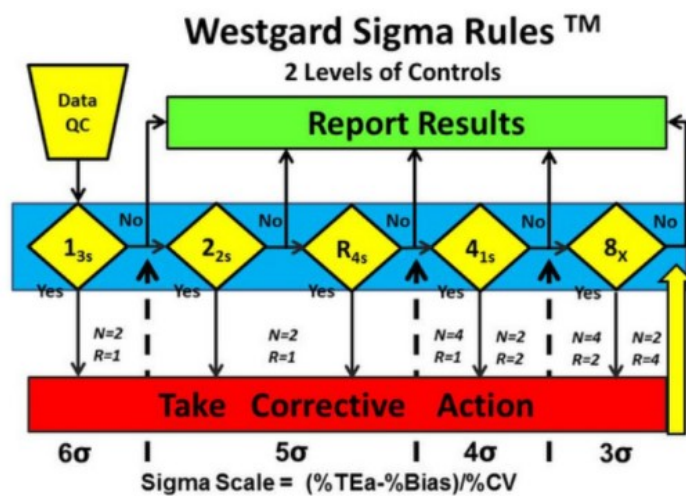 Westgard Sigma Rules ™
2 Levels of Controls
Data
QC
Report Results
No No No No No
1₃ₛ 2₂ₛ R₄ₛ 4₁ₛ 8ₓ
Yes Yes Yes Yes Yes
N=2 N=2 N=4 N=2 N=4 N=2
R=1 R=1 R=1 R=2 R=2 R=4
Take Corrective Action
6σ 5σ 4σ 3σ
Sigma Scale = (%TEa-%Bias)/%CV